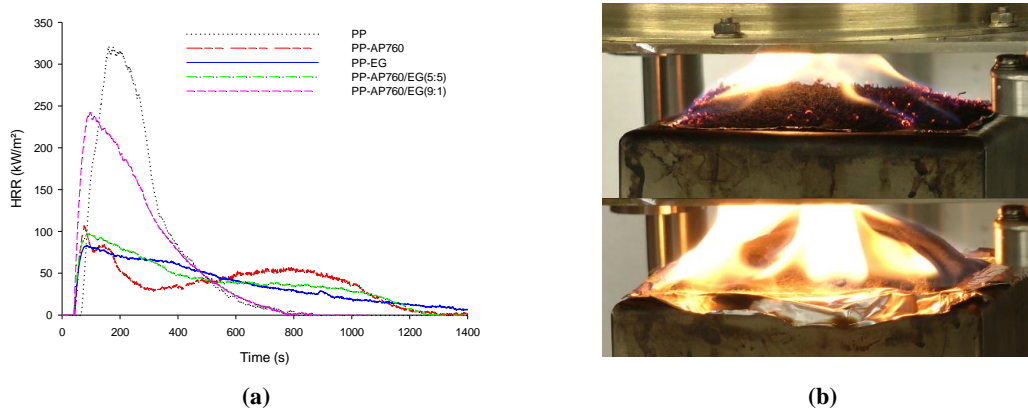 350
300
250
200
150
100
50
0
HRR (kW/m²)
0 200 400 600 800 1000 1200 1400
Time (s)
PP
PP-AP760
PP-EG
PP-AP760/EG(5:5)
PP-AP760/EG(9:1)
(a)
(b)